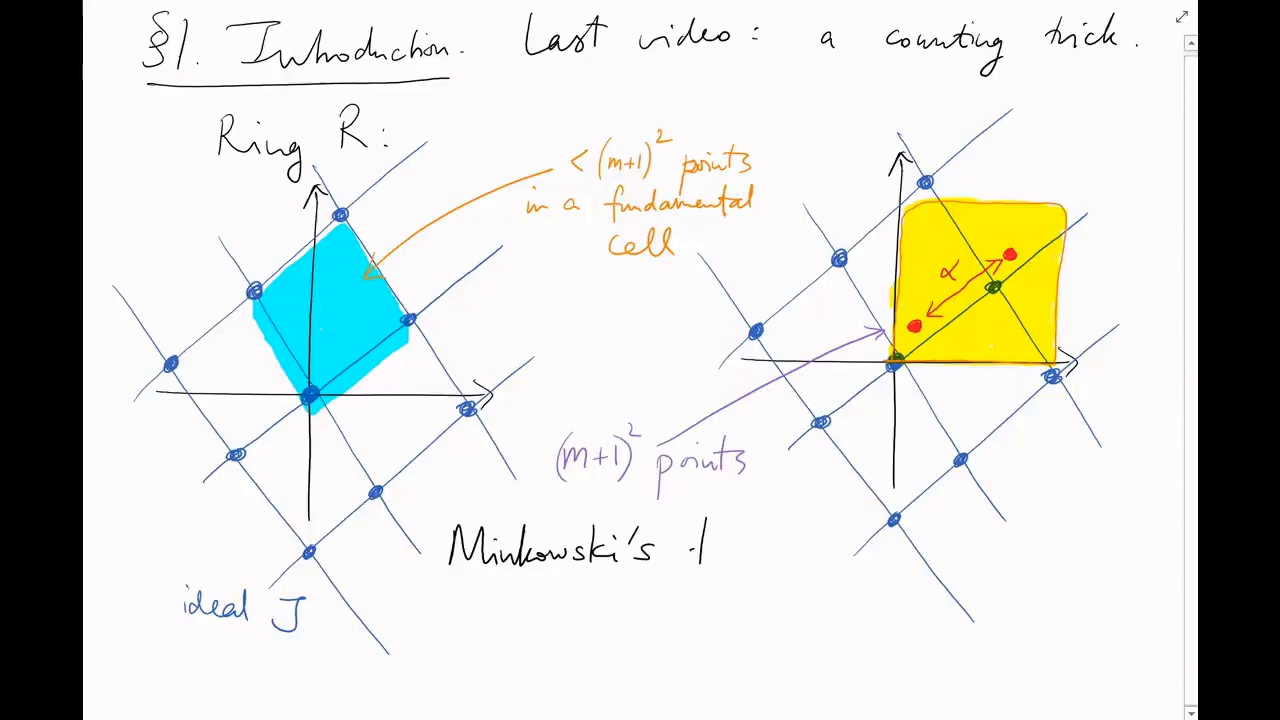 §1. Introduction. Last video: a counting trick.
Ring R:
< (m+1)² points
in a fundamental
cell
α
(m+1)² points
Minkowski's
ideal J